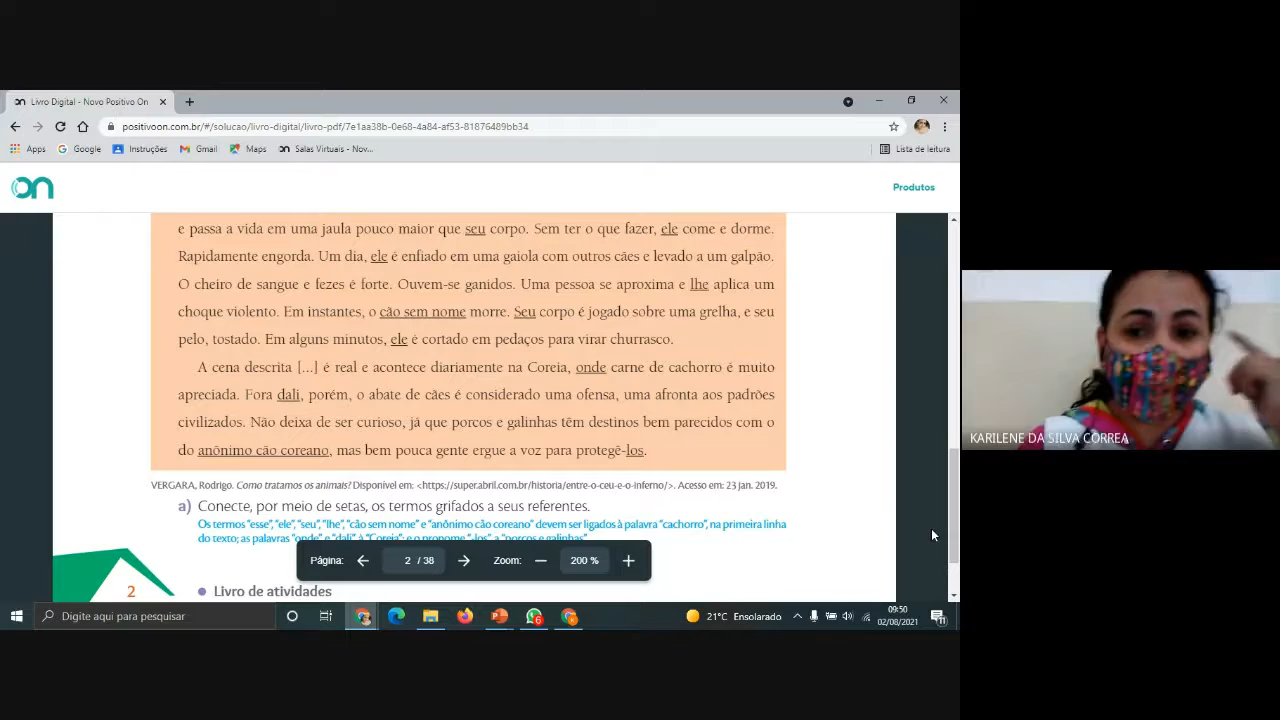 Livro Digital - Novo Positivo On
positivoon.com.br/#/solucao/livro-digital/livro-pdf/7e1aa38b-0e68-4a84-af53-81876489bb34
Apps Google Instruções Gmail Maps Salas Virtuais - Nov... Lista de leitura
on Produtos
e passa a vida em uma jaula pouco maior que seu corpo. Sem ter o que fazer, ele come e dorme.
Rapidamente engorda. Um dia, ele é enfiado em uma gaiola com outros cães e levado a um galpão.
O cheiro de sangue e fezes é forte. Ouvem-se ganidos. Uma pessoa se aproxima e lhe aplica um
choque violento. Em instantes, o cão sem nome morre. Seu corpo é jogado sobre uma grelha, e seu
pelo, tostado. Em alguns minutos, ele é cortado em pedaços para virar churrasco.
A cena descrita [...] é real e acontece diariamente na Coreia, onde carne de cachorro é muito
apreciada. Fora dali, porém, o abate de cães é considerado uma ofensa, uma afronta aos padrões
civilizados. Não deixa de ser curioso, já que porcos e galinhas têm destinos bem parecidos com o
do anônimo cão coreano, mas bem pouca gente ergue a voz para protegê-los.
VERGARA, Rodrigo. Como tratamos os animais? Disponível em: <https://super.abril.com.br/historia/entre-o-ceu-e-o-inferno/>. Acesso em: 23 jan. 2019.
a) Conecte, por meio de setas, os termos grifados a seus referentes.
Os termos "esse", "ele", "seu", "lhe", "cão sem nome" e "anônimo cão coreano" devem ser ligados à palavra "cachorro", na primeira linha
do texto; as palavras "onde" e "dali", à "Coreia"; e o pronome "-los", a "porcos e galinhas".
Página: 2 / 38 Zoom: 200 %
2 Livro de atividades
Digite aqui para pesquisar
6
21°C Ensolarado
09:50
02/08/2021
11
KARILENE DA SILVA CORREA